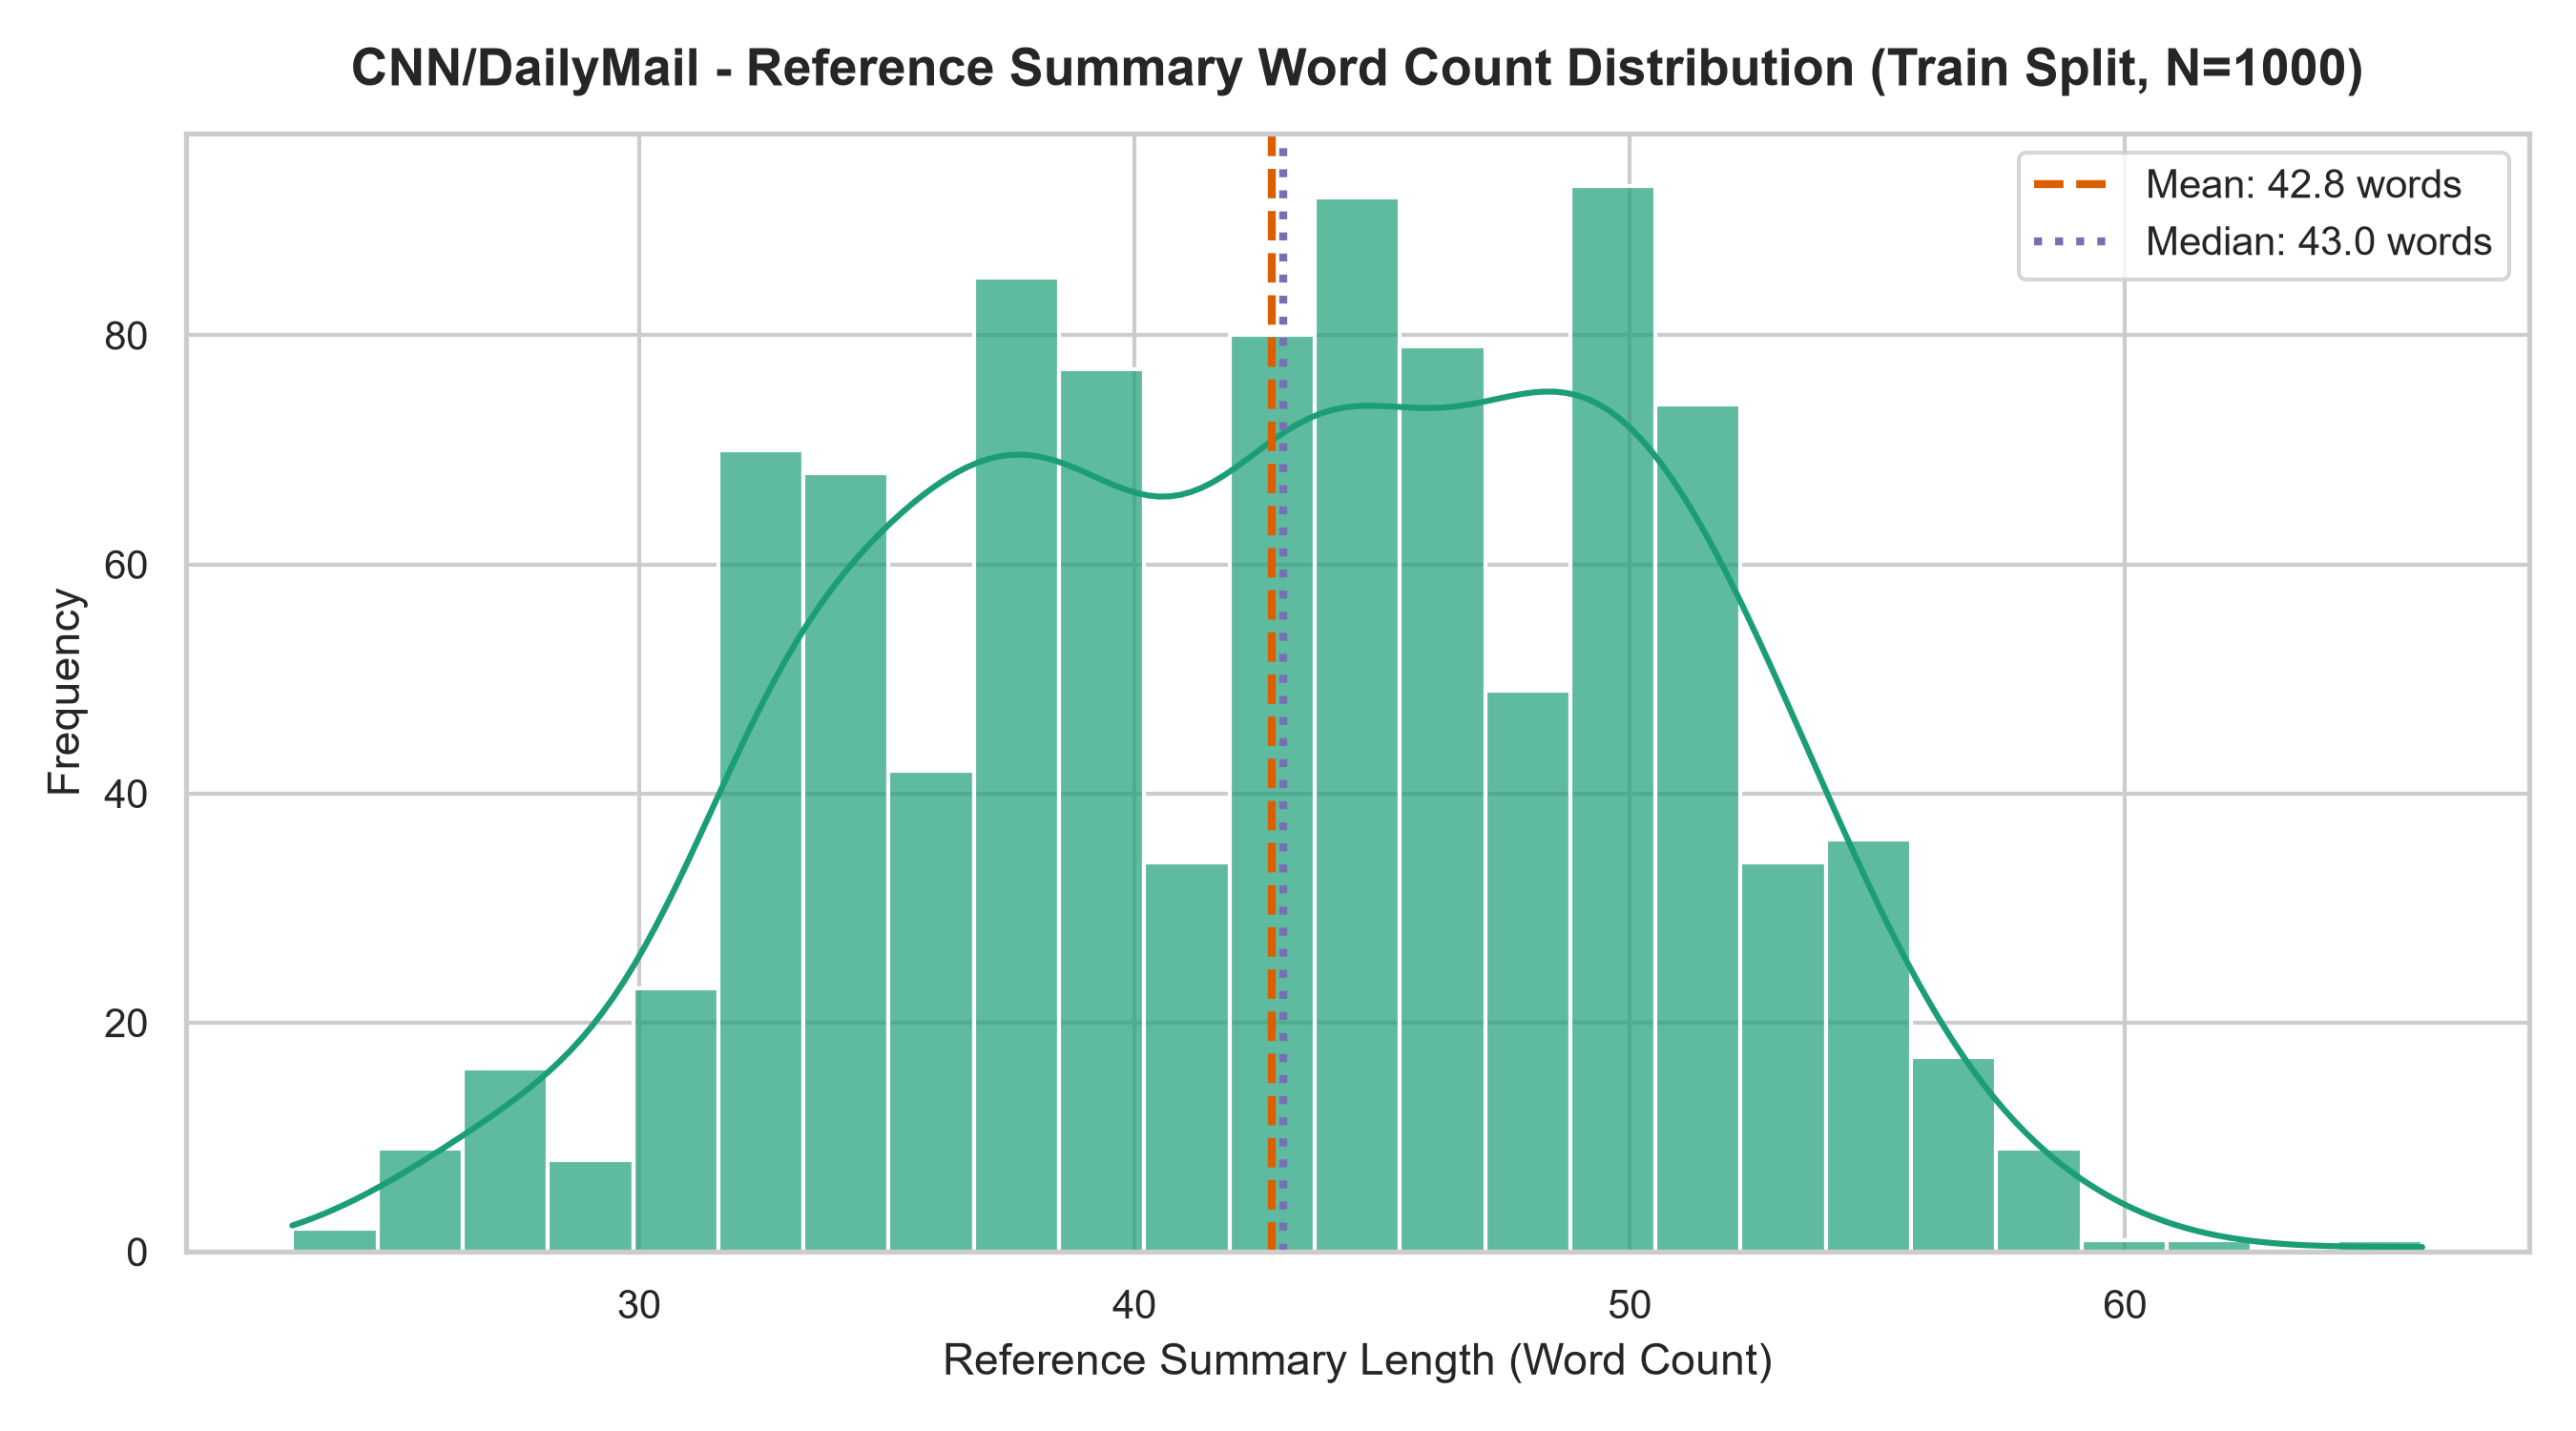 CNN/DailyMail - Reference Summary Word Count Distribution (Train Split, N=1000)
Mean: 42.8 words
Median: 43.0 words
80
60
40
20
0
Frequency
30 40 50 60
Reference Summary Length (Word Count)